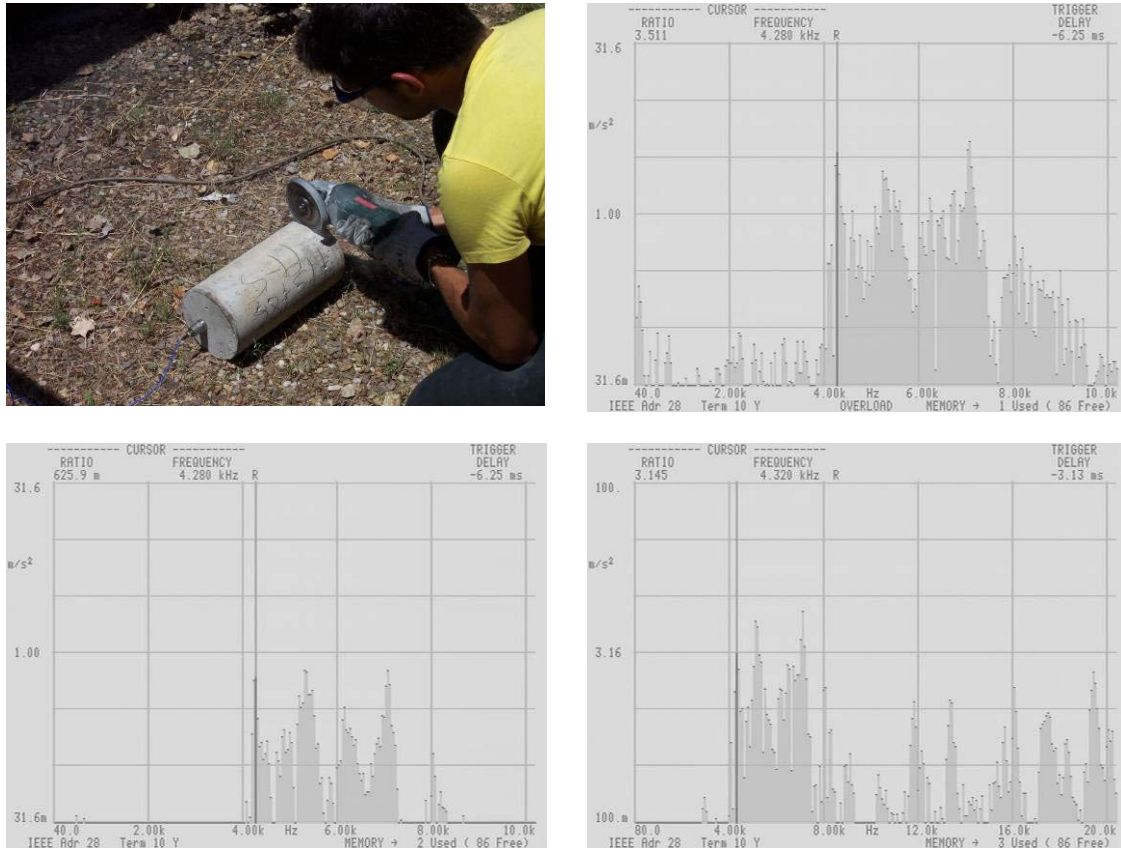 ----------- CURSOR -----------
TRIGGER
RATIO FREQUENCY DELAY
3.511 4.280 kHz R -6.25 ms
31.6
m/s²
1.00
31.6m
40.0 2.00k 4.00k Hz 6.00k 8.00k 10.0k
IEEE Adr 28 Term 10 Y OVERLOAD MEMORY → 1 Used ( 86 Free)
----------- CURSOR -----------
TRIGGER
RATIO FREQUENCY DELAY
625.9 m 4.280 kHz R -6.25 ms
31.6
m/s²
1.00
31.6m
40.0 2.00k 4.00k Hz 6.00k 8.00k 10.0k
IEEE Adr 28 Term 10 Y MEMORY → 2 Used ( 86 Free)
----------- CURSOR -----------
TRIGGER
RATIO FREQUENCY DELAY
3.145 4.320 kHz R -3.13 ms
100.
m/s²
3.16
100.m
80.0 4.00k 8.00k Hz 12.0k 16.0k 20.0k
IEEE Adr 28 Term 10 Y MEMORY → 3 Used ( 86 Free)